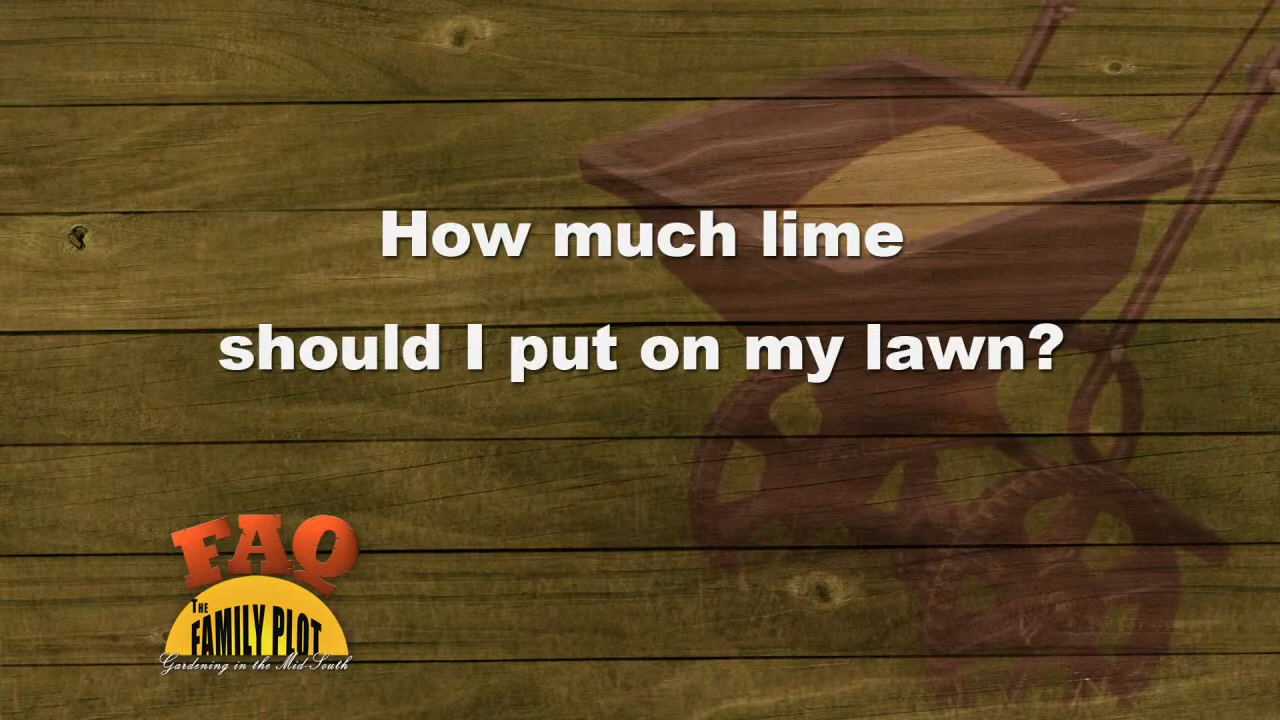 How much lime
should I put on my lawn?
FAQ
THE
FAMILY PLOT
Gardening in the Mid-South